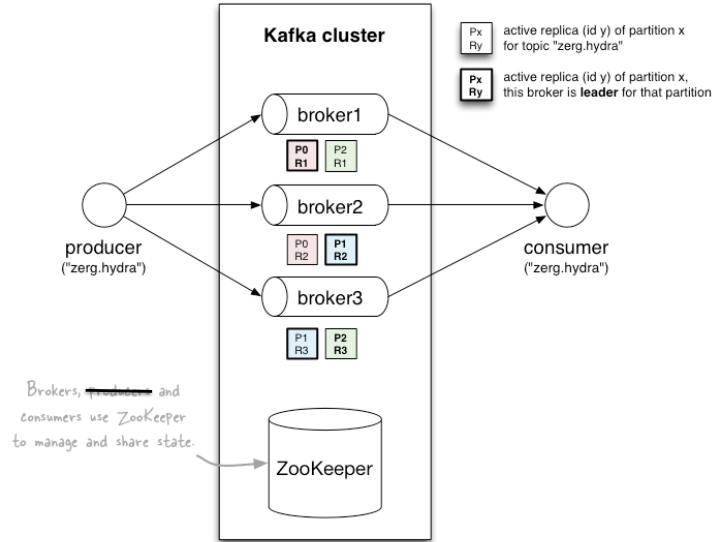 Kafka cluster
Px
Ry
active replica (id y) of partition x
for topic "zerg.hydra"
Px
Ry
active replica (id y) of partition x,
this broker is leader for that partition
broker1
P0
R1
P2
R1
producer
("zerg.hydra")
broker2
P0
R2
P1
R2
consumer
("zerg.hydra")
broker3
P1
R3
P2
R3
Brokers, producers and
consumers use ZooKeeper
to manage and share state.
ZooKeeper